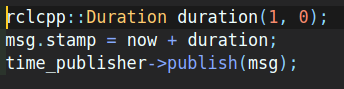 rclcpp::Duration duration(1, 0);
msg.stamp = now + duration;
time_publisher->publish(msg);